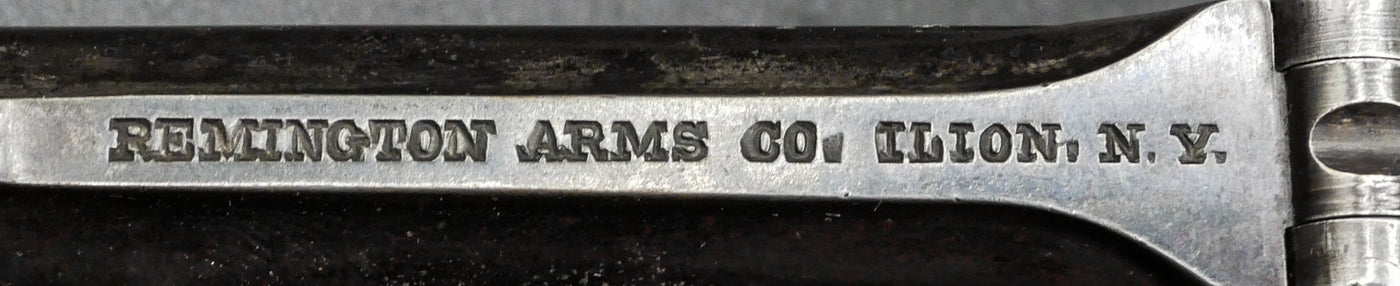 REMINGTON ARMS CO. ILION, N. Y.